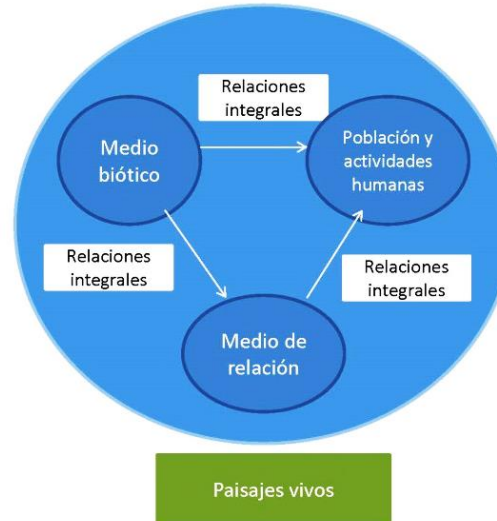 Relaciones
integrales
Medio
biótico
Población y
actividades
humanas
Relaciones
integrales
Relaciones
integrales
Medio de
relación
Paisajes vivos